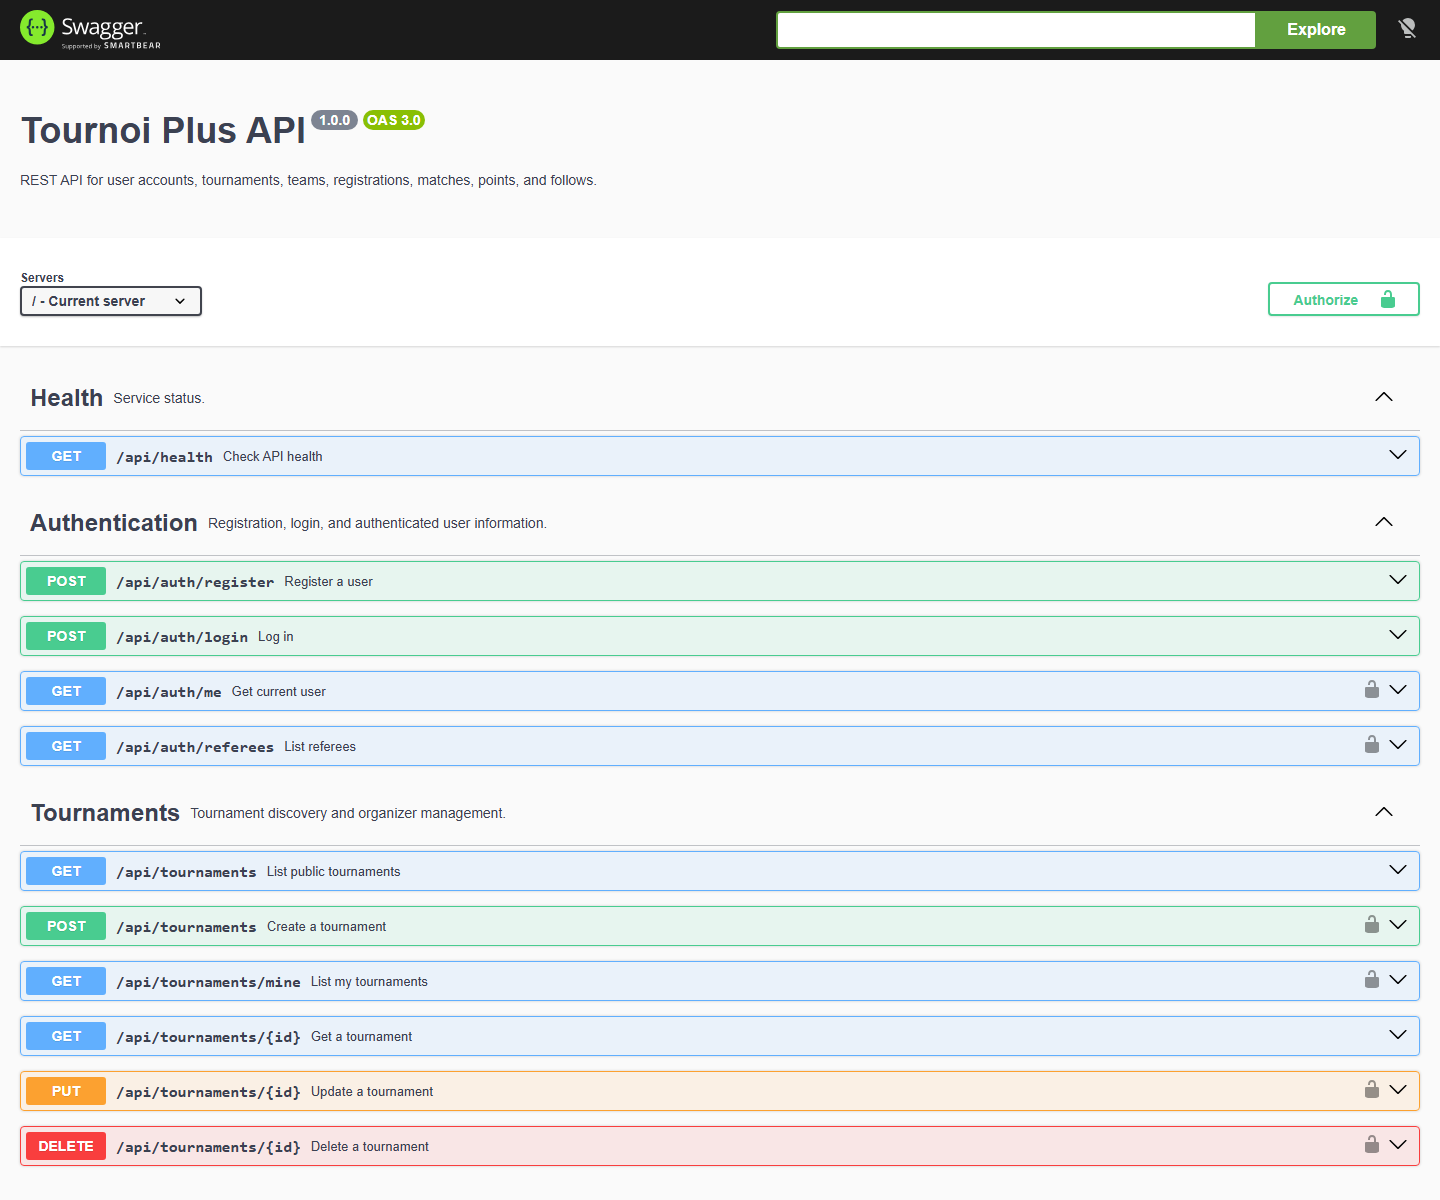 Swagger
Supported by SMARTBEAR
Explore
Tournoi Plus API 1.0.0 OAS 3.0
REST API for user accounts, tournaments, teams, registrations, matches, points, and follows.
Servers
/ - Current server
Authorize
Health Service status.
GET /api/health Check API health
Authentication Registration, login, and authenticated user information.
POST /api/auth/register Register a user
POST /api/auth/login Log in
GET /api/auth/me Get current user
GET /api/auth/referees List referees
Tournaments Tournament discovery and organizer management.
GET /api/tournaments List public tournaments
POST /api/tournaments Create a tournament
GET /api/tournaments/mine List my tournaments
GET /api/tournaments/{id} Get a tournament
PUT /api/tournaments/{id} Update a tournament
DELETE /api/tournaments/{id} Delete a tournament